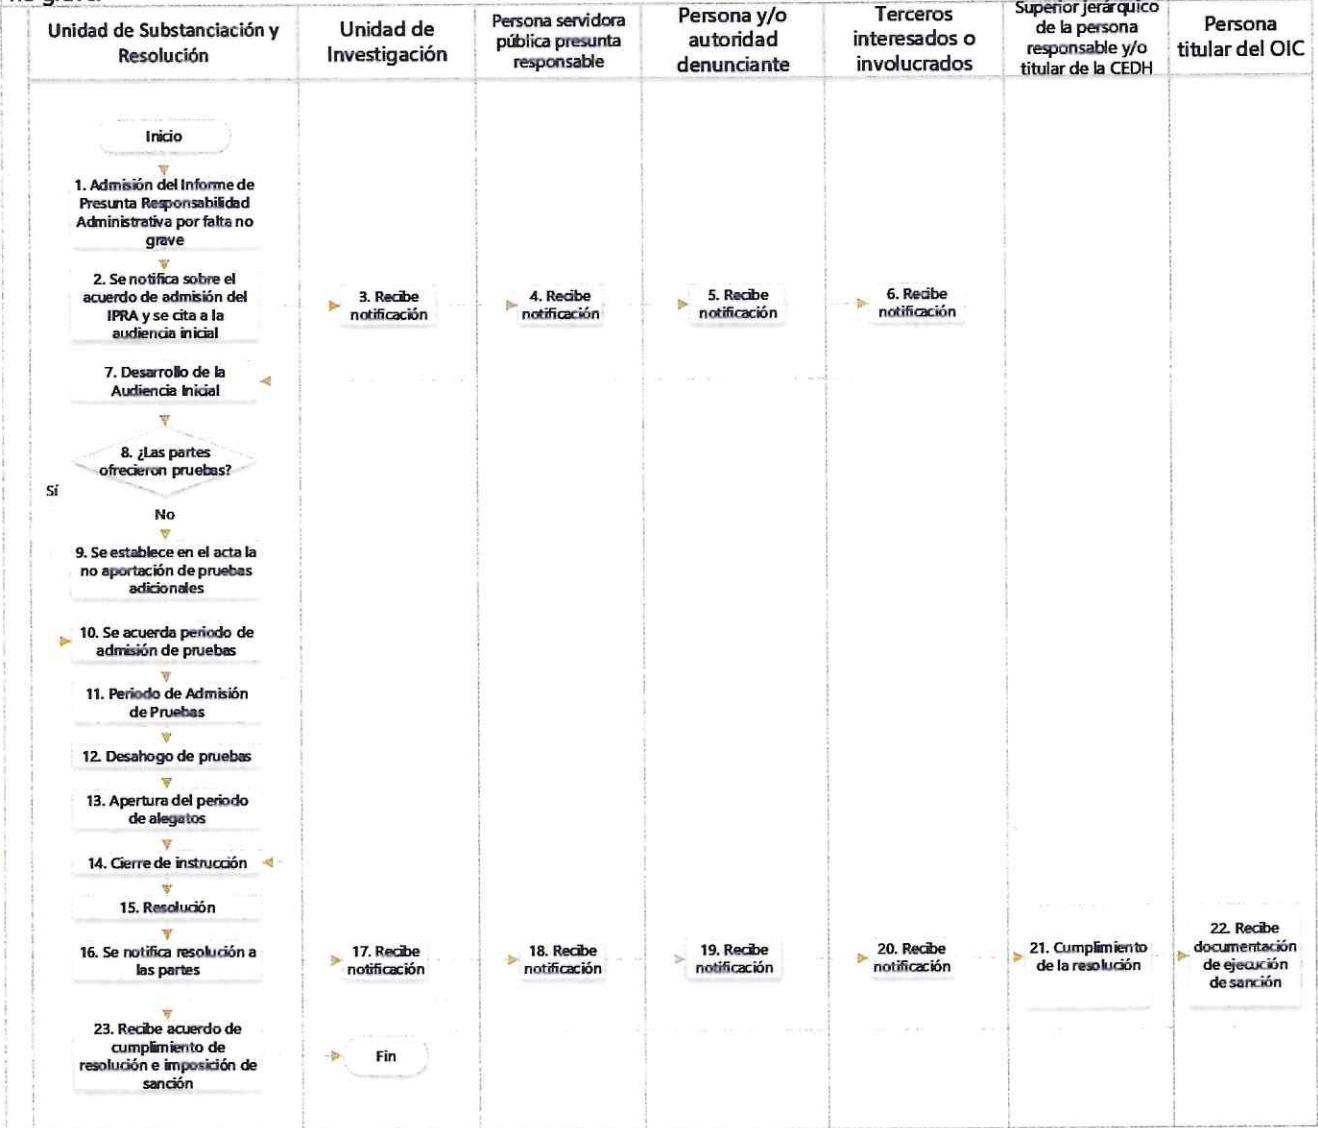 Unidad de Substanciación y
Resolución
Unidad de
Investigación
Persona servidora
pública presunta
responsable
Persona y/o
autoridad
denunciante
Terceros
interesados o
involucrados
Superior jerárquico
de la persona
responsable y/o
titular de la CEDH
Persona
titular del OIC
Inicio
1. Admisión del Informe de
Presunta Responsabilidad
Administrativa por falta no
grave
2. Se notifica sobre el
acuerdo de admisión del
IPRA y se cita a la
audiencia inicial
3. Recibe
notificación
4. Recibe
notificación
5. Recibe
notificación
6. Recibe
notificación
7. Desarrollo de la
Audiencia Inicial
8. ¿Las partes
ofrecieron pruebas?
Sí
No
9. Se establece en el acta la
no aportación de pruebas
adicionales
10. Se acuerda periodo de
admisión de pruebas
11. Periodo de Admisión
de Pruebas
12. Desahogo de pruebas
13. Apertura del periodo
de alegatos
14. Cierre de instrucción
15. Resolución
16. Se notifica resolución a
las partes
17. Recibe
notificación
18. Recibe
notificación
19. Recibe
notificación
20. Recibe
notificación
21. Cumplimiento
de la resolución
22. Recibe
documentación
de ejecución
de sanción
23. Recibe acuerdo de
cumplimiento de
resolución e imposición de
sanción
Fin